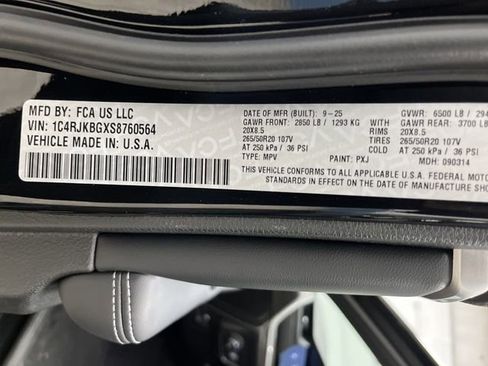 MFD BY: FCA US LLC
VIN: 1C4RJKBGXS8760564
VEHICLE MADE IN: U.S.A.
DATE OF MFR (BUILT): 9-25 GVWR: 6500 LB / 294
GAWR FRONT: 2850 LB / 1293 KG WITH GAWR REAR: 3700 LB
20X8.5 RIMS 20X8.5
265/50R20 107V TIRES 265/50R20 107V
AT 250 kPa / 36 PSI COLD AT 250 kPa / 36 PSI
TYPE: MPV PAINT: PXJ MDH: 090314
THIS VEHICLE CONFORMS TO ALL APPLICABLE U.S.A. FEDERAL MOTO
STANDARDS IN EFFECT ON THE DATE OF MANUFACTURE SHO